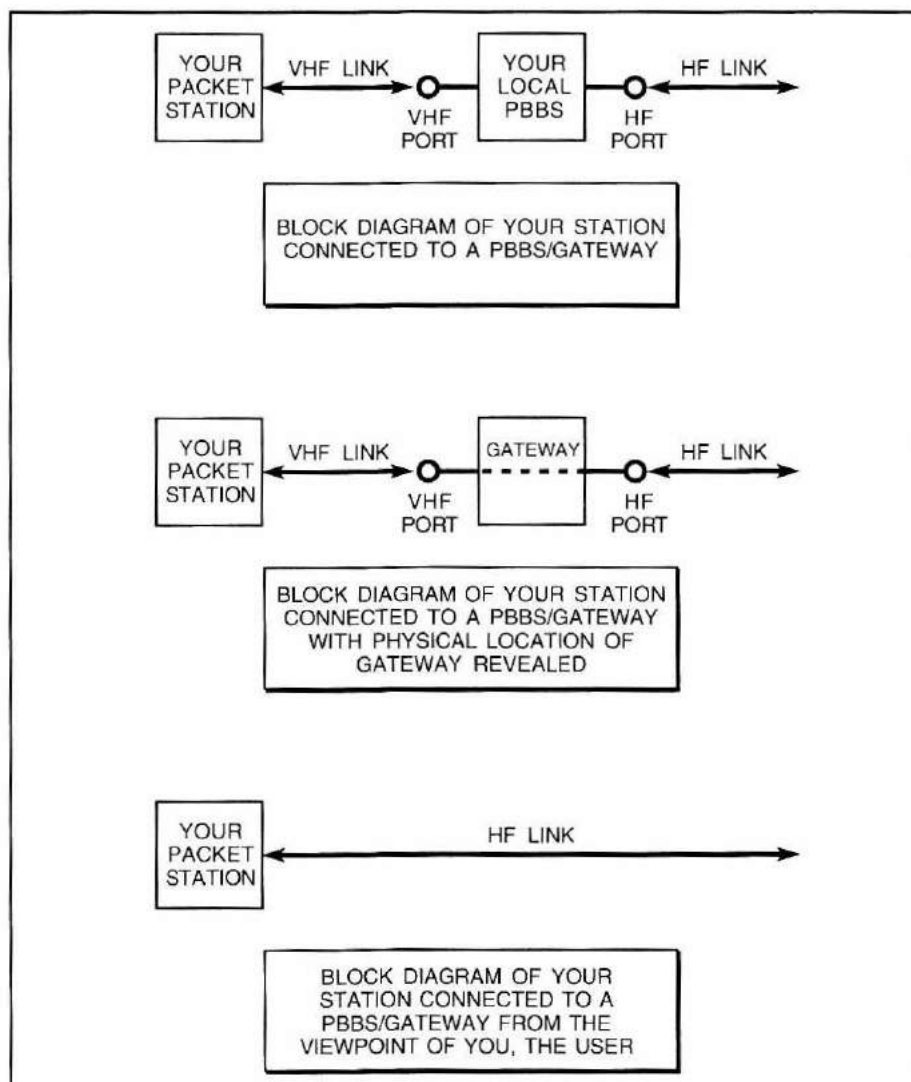 YOUR
PACKET
STATION
VHF LINK
VHF
PORT
YOUR
LOCAL
PBBS
HF
PORT
HF LINK
BLOCK DIAGRAM OF YOUR STATION
CONNECTED TO A PBBS/GATEWAY
YOUR
PACKET
STATION
VHF LINK
VHF
PORT
GATEWAY
HF
PORT
HF LINK
BLOCK DIAGRAM OF YOUR STATION
CONNECTED TO A PBBS/GATEWAY
WITH PHYSICAL LOCATION OF
GATEWAY REVEALED
YOUR
PACKET
STATION
HF LINK
BLOCK DIAGRAM OF YOUR
STATION CONNECTED TO A
PBBS/GATEWAY FROM THE
VIEWPOINT OF YOU, THE USER